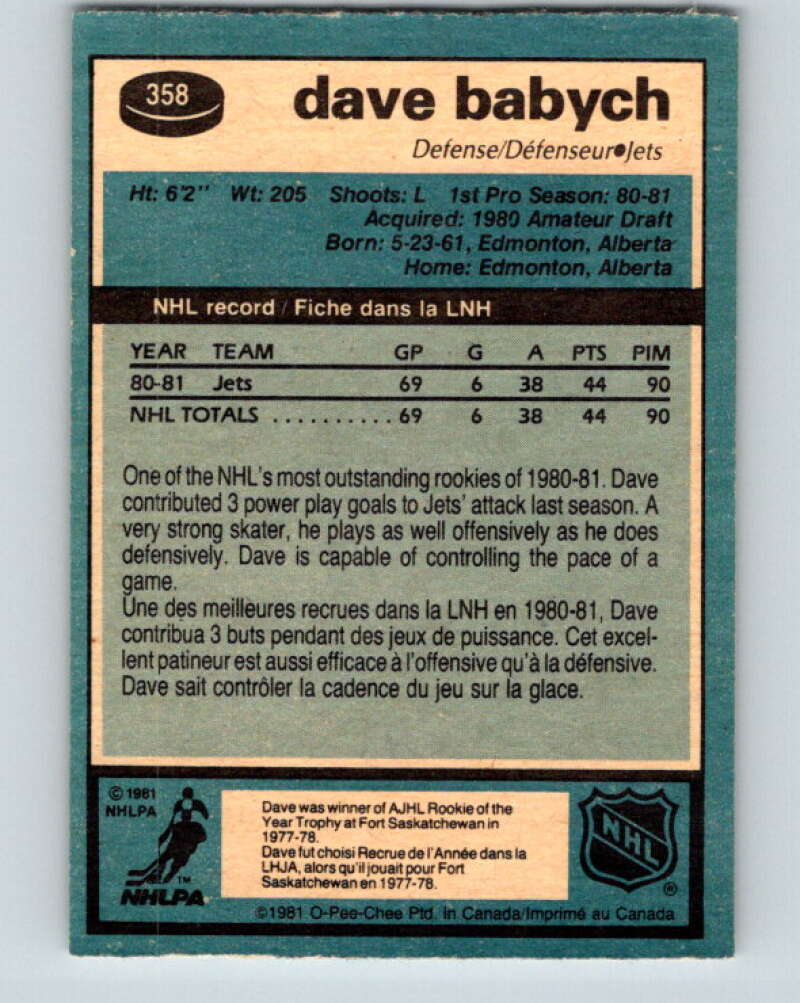 358
dave babych
Defense/Défenseur•Jets
Ht: 6'2" Wt: 205 Shoots: L 1st Pro Season: 80-81
Acquired: 1980 Amateur Draft
Born: 5-23-61, Edmonton, Alberta
Home: Edmonton, Alberta
NHL record / Fiche dans la LNH
YEAR TEAM GP G A PTS PIM
80-81 Jets 69 6 38 44 90
NHL TOTALS .......... 69 6 38 44 90
One of the NHL's most outstanding rookies of 1980-81. Dave
contributed 3 power play goals to Jets' attack last season. A
very strong skater, he plays as well offensively as he does
defensively. Dave is capable of controlling the pace of a
game.
Une des meilleures recrues dans la LNH en 1980-81, Dave
contribua 3 buts pendant des jeux de puissance. Cet excel-
lent patineur est aussi efficace à l'offensive qu'à la défensive.
Dave sait contrôler la cadence du jeu sur la glace.
© 1981
NHLPA
TM
NHLPA
Dave was winner of AJHL Rookie of the
Year Trophy at Fort Saskatchewan in
1977-78.
Dave fut choisi Recrue de l'Année dans la
LHJA, alors qu'il jouait pour Fort
Saskatchewan en 1977-78.
NHL
®
©1981 O-Pee-Chee Ptd. in Canada/Imprimé au Canada